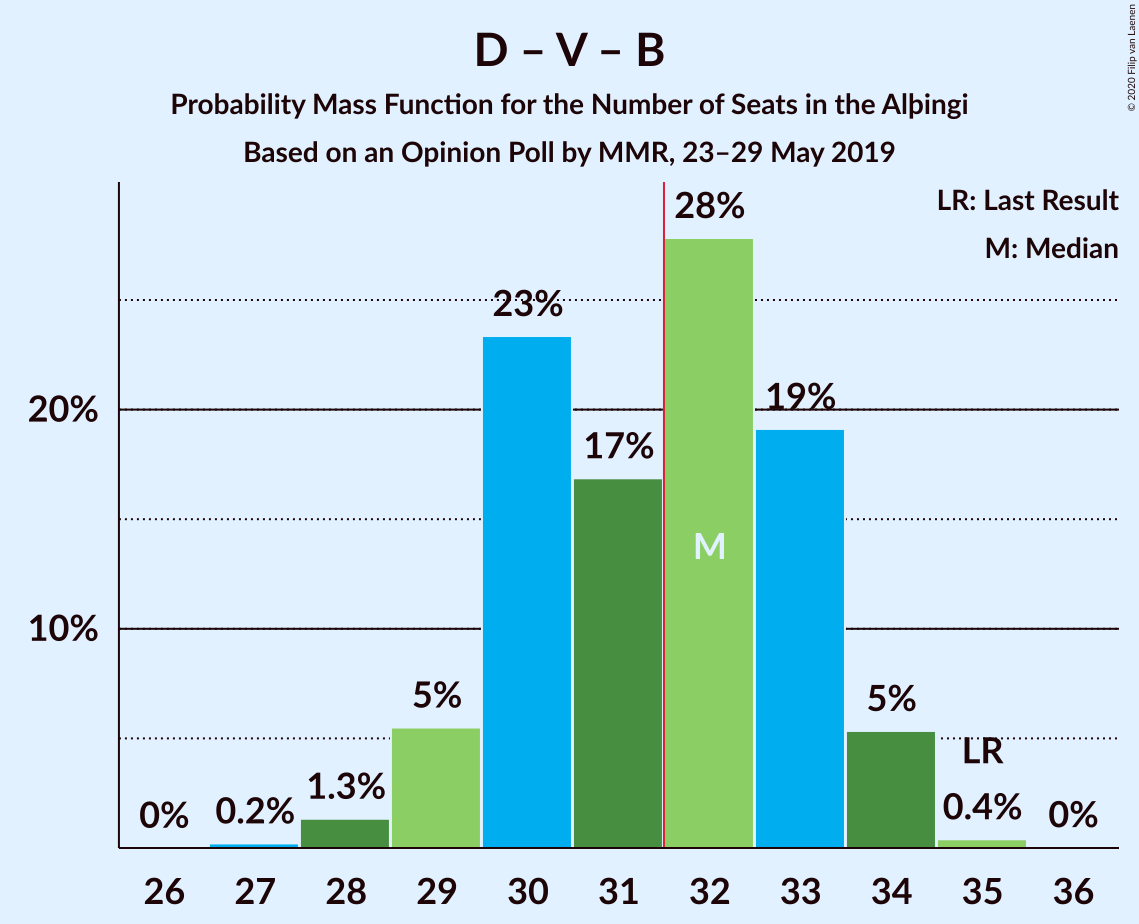 D – V – B
Probability Mass Function for the Number of Seats in the Alþingi
Based on an Opinion Poll by MMR, 23–29 May 2019
© 2020 Filip van Laenen
LR: Last Result
M: Median
28%
23%
20%
19%
17%
M
10%
5%
5%
LR
1.3%
0%
0.2%
0.4%
0%
26 27 28 29 30 31 32 33 34 35 36